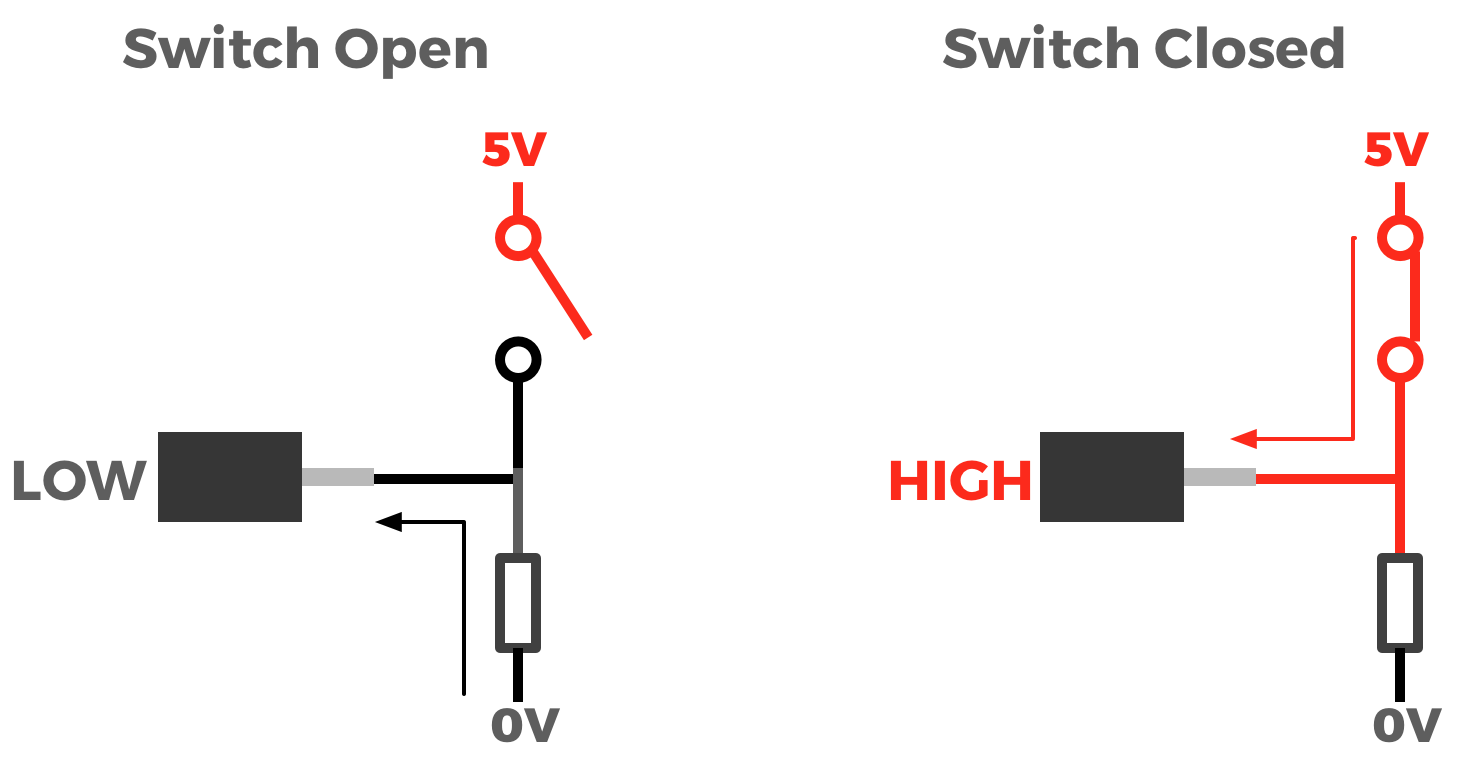 Switch Open
Switch Closed
5V
5V
LOW
HIGH
0V
0V